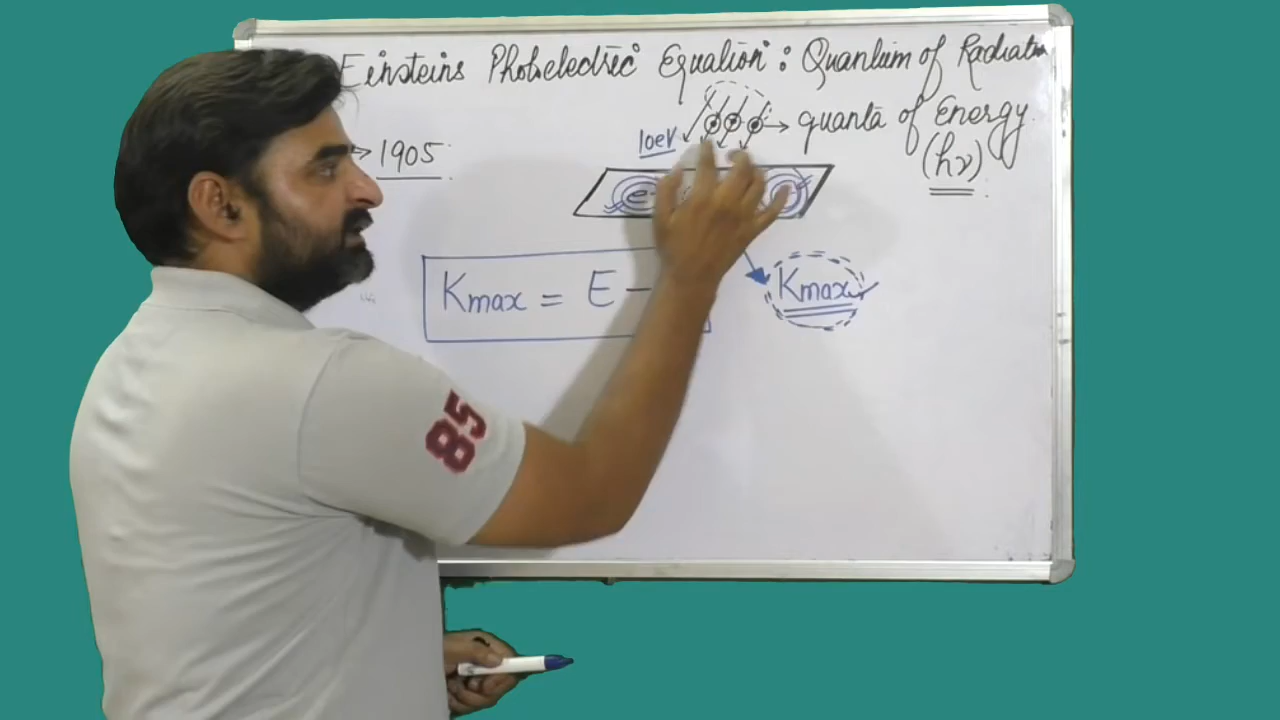 Einsteins Photoelectric Equation : Quantum of Radiation
→ quanta of Energy
10eV
(hν)
→ 1905
e-
Kmax = E -
Kmax
85